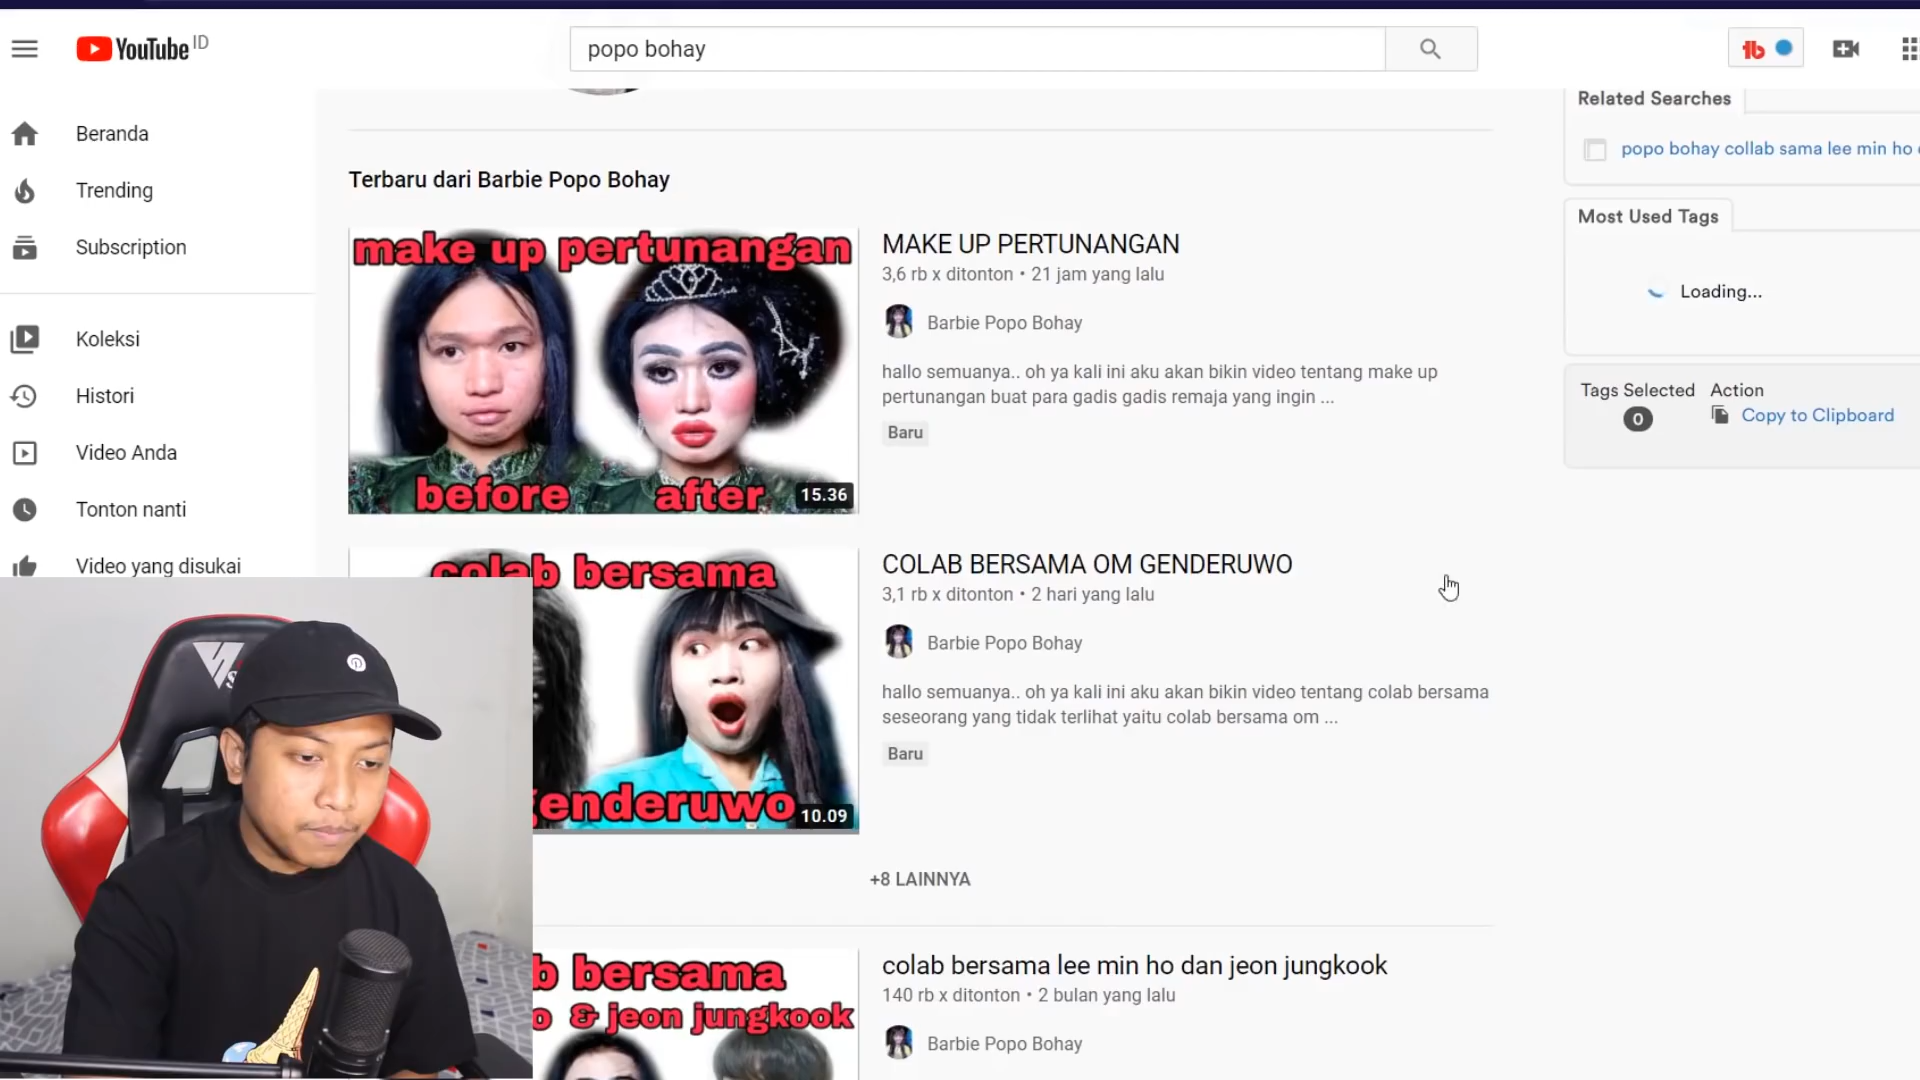 YouTube ID
popo bohay
Beranda
Trending
Subscription
Koleksi
Histori
Video Anda
Tonton nanti
Video yang disukai
Terbaru dari Barbie Popo Bohay
make up pertunangan
before after
15.36
MAKE UP PERTUNANGAN
3,6 rb x ditonton • 21 jam yang lalu
Barbie Popo Bohay
hallo semuanya.. oh ya kali ini aku akan bikin video tentang make up
pertunangan buat para gadis gadis remaja yang ingin ...
Baru
colab bersama
genderuwo
10.09
COLAB BERSAMA OM GENDERUWO
3,1 rb x ditonton • 2 hari yang lalu
Barbie Popo Bohay
hallo semuanya.. oh ya kali ini aku akan bikin video tentang colab bersama
seseorang yang tidak terlihat yaitu colab bersama om ...
Baru
+8 LAINNYA
b bersama
o & jeon jungkook
colab bersama lee min ho dan jeon jungkook
140 rb x ditonton • 2 bulan yang lalu
Barbie Popo Bohay
Related Searches
popo bohay collab sama lee min ho
Most Used Tags
Loading...
Tags Selected Action
0 Copy to Clipboard